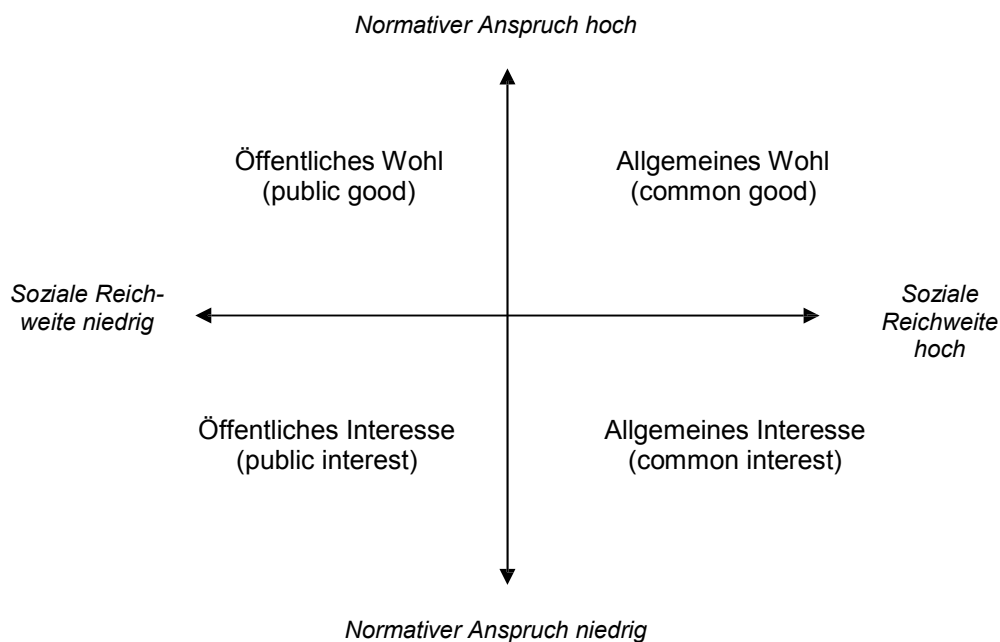 Normativer Anspruch hoch
Öffentliches Wohl
(public good)
Allgemeines Wohl
(common good)
Soziale Reich-
weite niedrig
Soziale
Reichweite
hoch
Öffentliches Interesse
(public interest)
Allgemeines Interesse
(common interest)
Normativer Anspruch niedrig